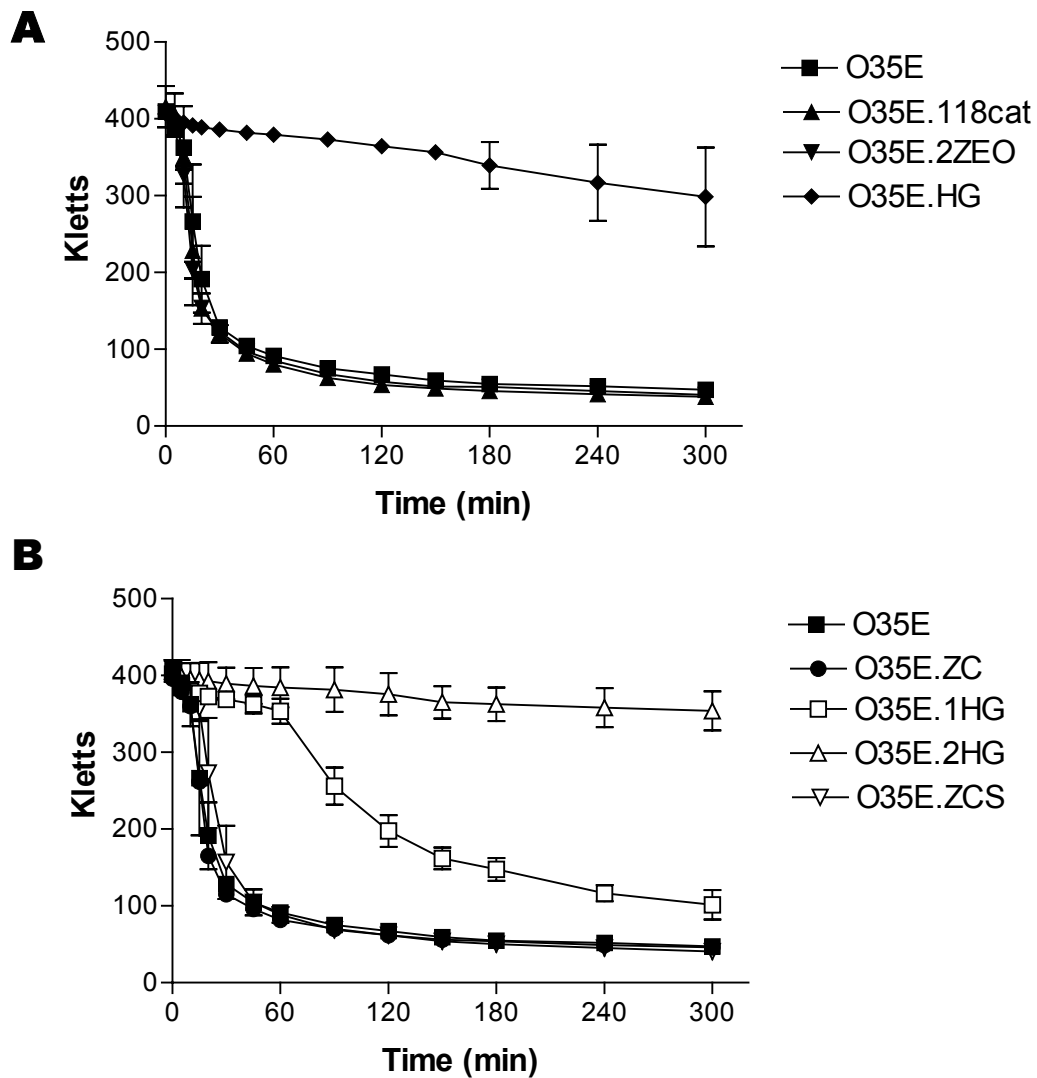 A
500
400
300
200
100
0
Kletts
0 60 120 180 240 300
Time (min)
O35E
O35E.118cat
O35E.2ZEO
O35E.HG
B
500
400
300
200
100
0
Kletts
0 60 120 180 240 300
Time (min)
O35E
O35E.ZC
O35E.1HG
O35E.2HG
O35E.ZCS